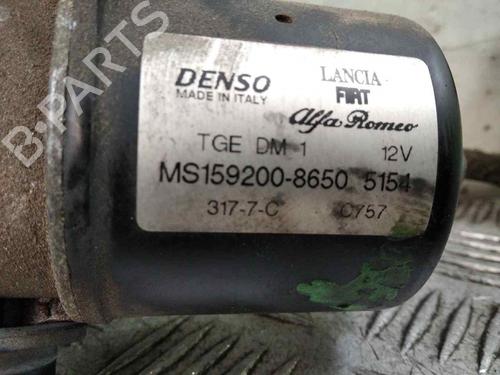 DENSO
MADE IN ITALY
LANCIA
FIAT
Alfa Romeo
TGE DM 1 12V
MS159200-8650 5154
317-7-C C757
B-PARTS